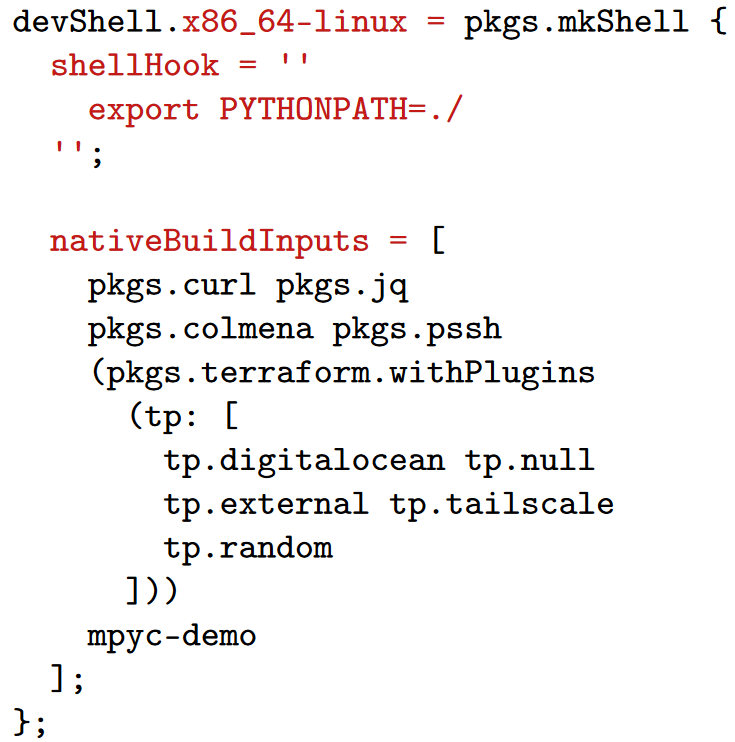 devShell.x86_64-linux = pkgs.mkShell {
  shellHook = ''
    export PYTHONPATH=./
  '';

  nativeBuildInputs = [
    pkgs.curl pkgs.jq
    pkgs.colmena pkgs.pssh
    (pkgs.terraform.withPlugins
      (tp: [
        tp.digitalocean tp.null
        tp.external tp.tailscale
        tp.random
      ]))
    mpyc-demo
  ];
};